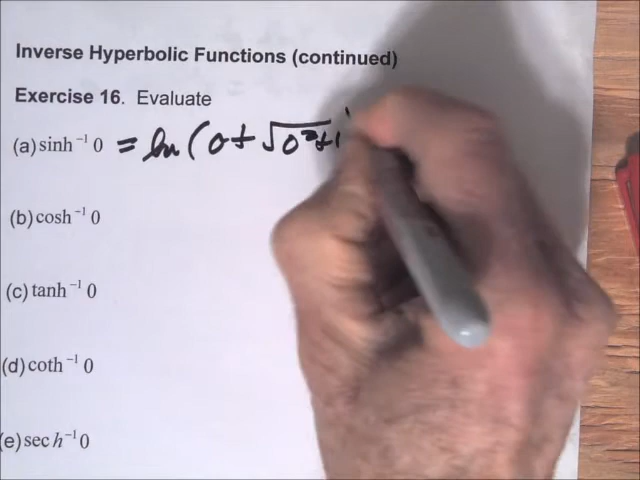 Inverse Hyperbolic Functions (continued)
Exercise 16. Evaluate
(a) sinh⁻¹ 0 = ln (0 + √0²+1
(b) cosh⁻¹ 0
(c) tanh⁻¹ 0
(d) coth⁻¹ 0
(e) sec h⁻¹ 0